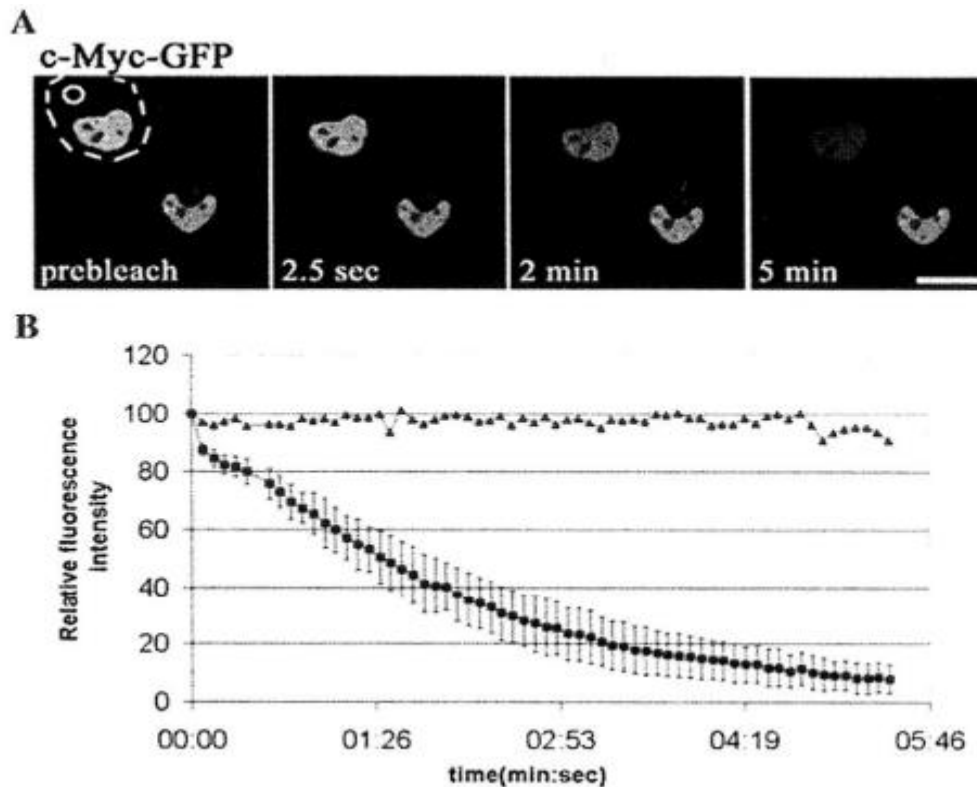 A
c-Myc-GFP
prebleach
2.5 sec
2 min
5 min
B
120
100
80
60
40
20
0
Relative fluorescence
intensity
00:00
01:26
02:53
04:19
05:46
time(min:sec)